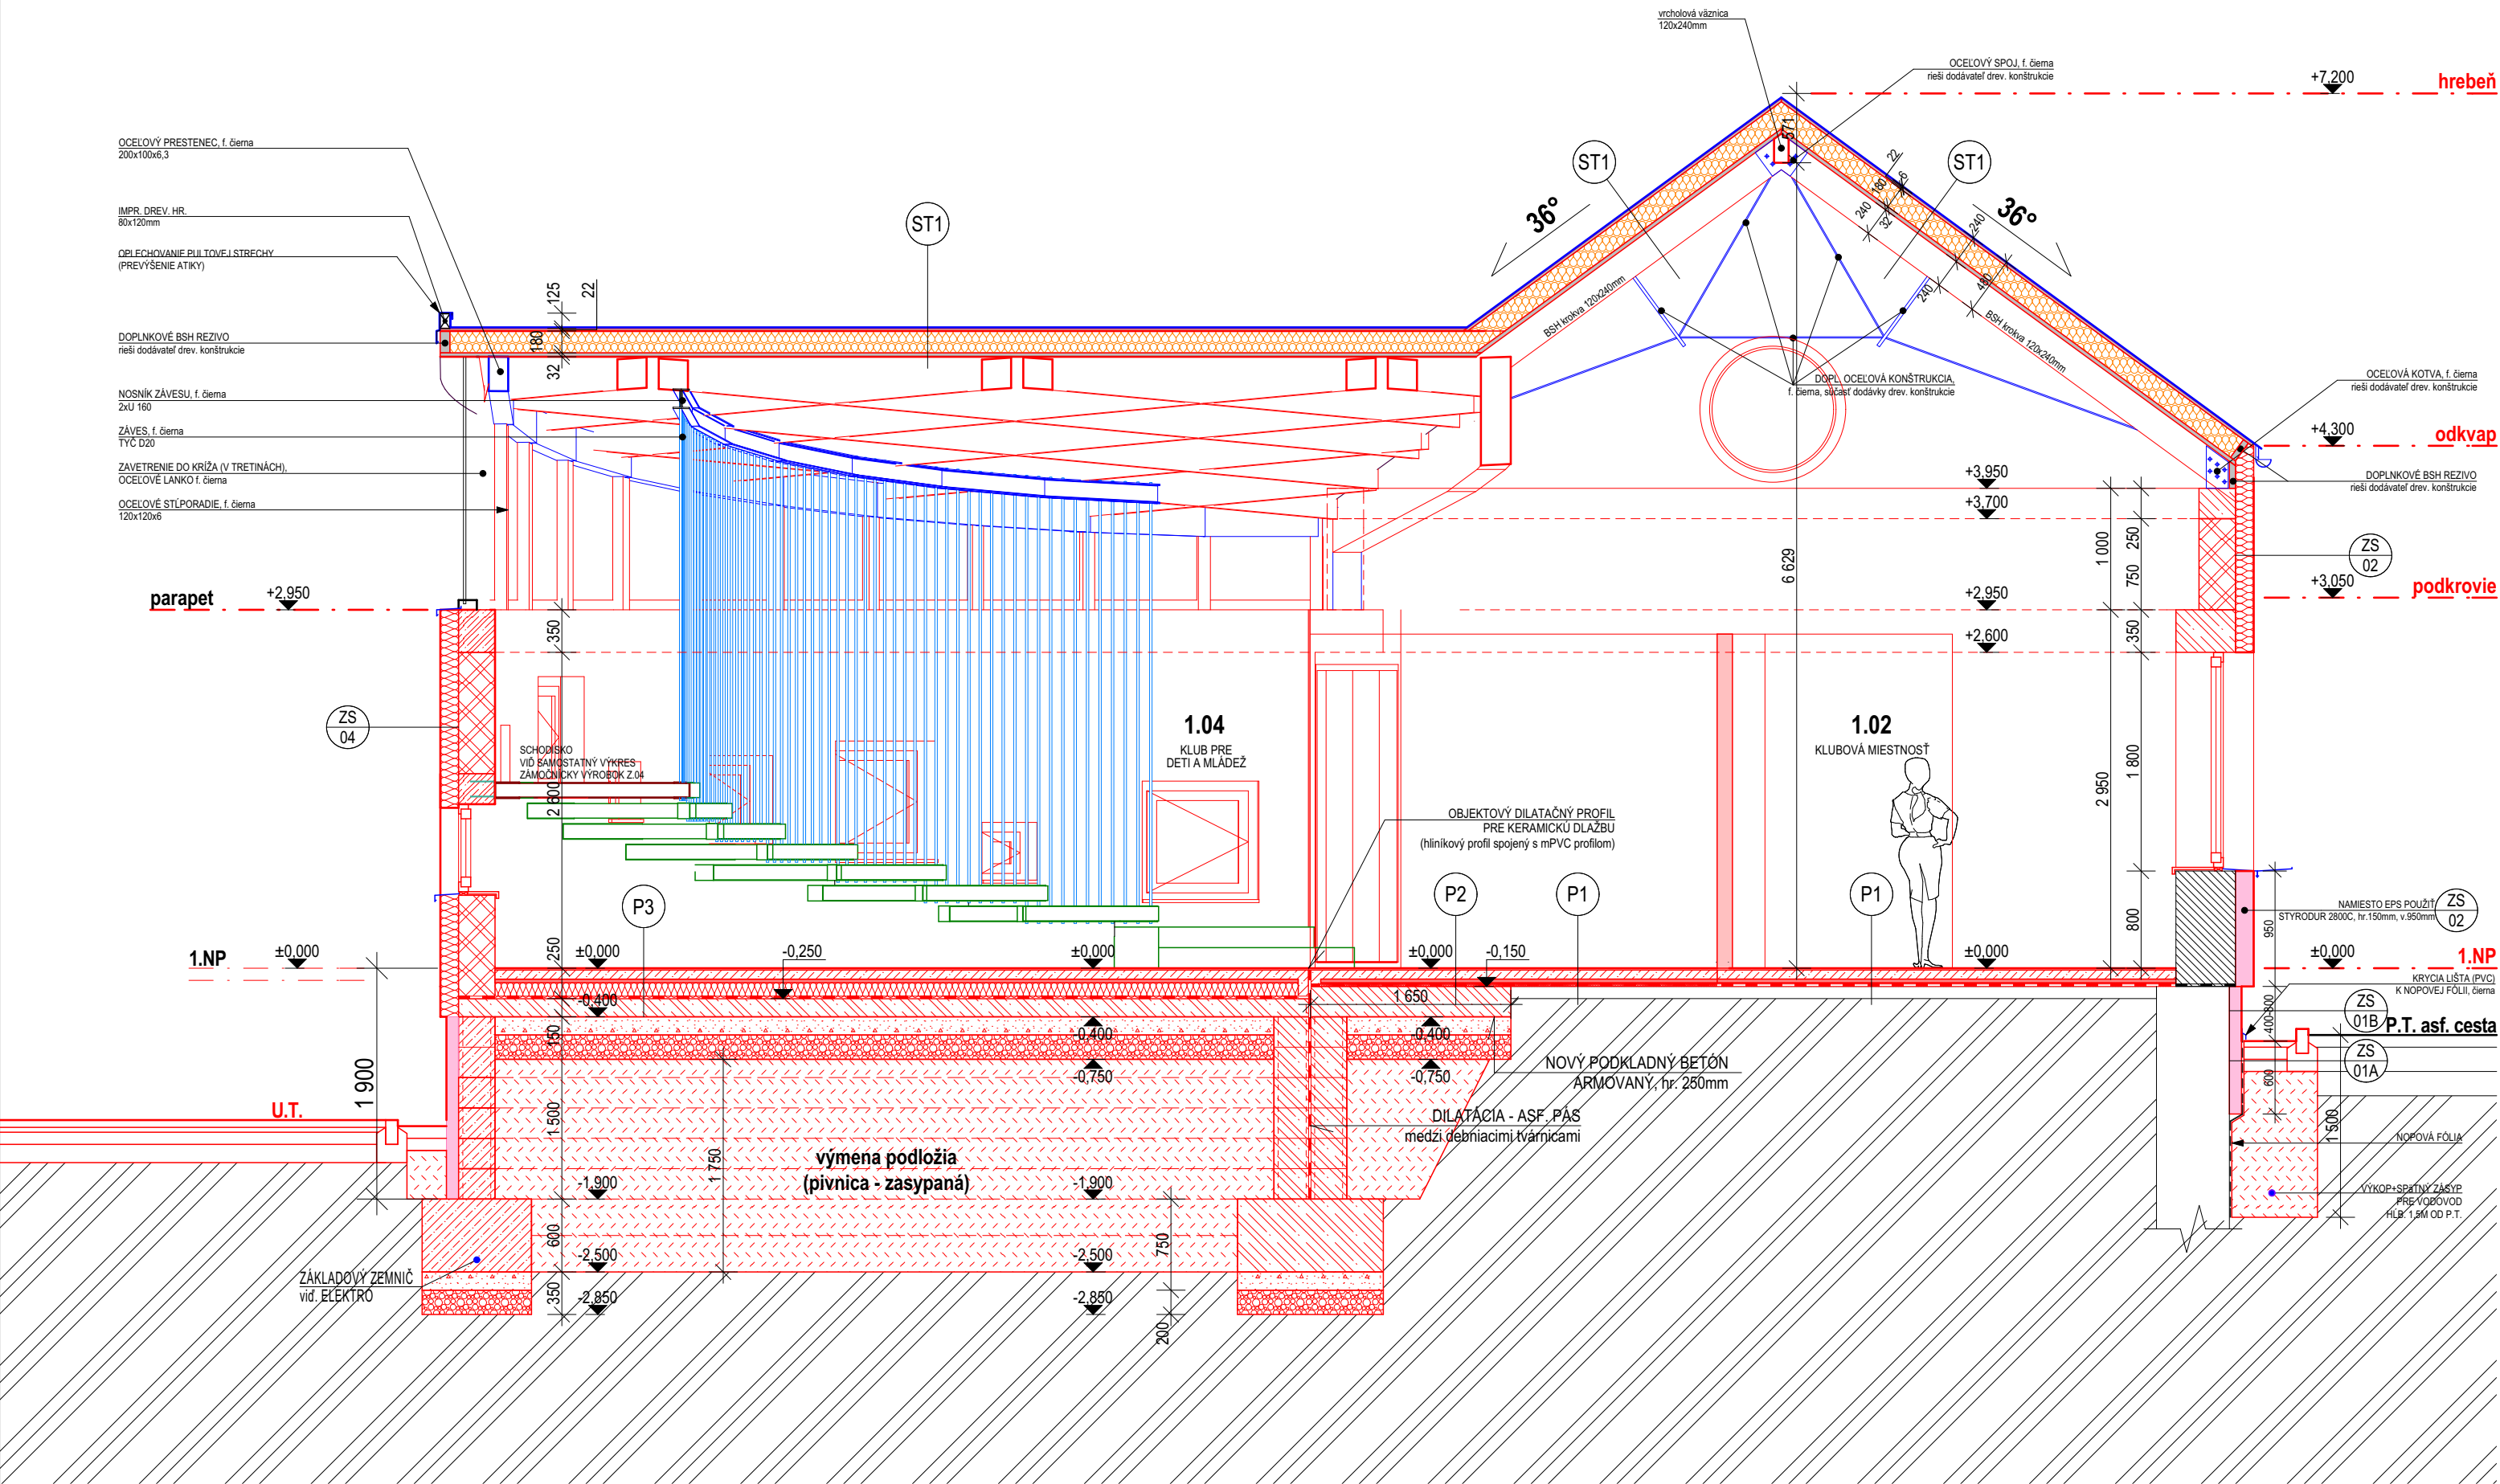 vrcholová väznica
120x240mm
OCEĽOVÝ SPOJ, f. čierna
rieši dodávateľ drev. konštrukcie
+7,200
hrebeň
OCEĽOVÝ PRESTENEC, f. čierna
200x100x6,3
IMPR. DREV. HR.
80x120mm
OPLECHOVANIE PULTOVEJ STRECHY
(PREVÝŠENIE ATIKY)
DOPLNKOVÉ BSH REZIVO
rieši dodávateľ drev. konštrukcie
NOSNÍK ZÁVESU, f. čierna
2xU 160
ZÁVES, f. čierna
TYČ D20
ZAVETRENIE DO KRÍŽA (V TRETINÁCH),
OCEĽOVÉ LANKO f. čierna
OCEĽOVÉ STĹPORADIE, f. čierna
120x120x6
ST1
ST1
ST1
36°
36°
571
22
180
6
240
32
240
240
480
125
22
180
32
BSH krokva 120x240mm
BSH krokva 120x240mm
DOPL. OCEĽOVÁ KONŠTRUKCIA,
f. čierna, súčasť dodávky drev. konštrukcie
OCEĽOVÁ KOTVA, f. čierna
rieši dodávateľ drev. konštrukcie
+4,300
odkvap
DOPLNKOVÉ BSH REZIVO
rieši dodávateľ drev. konštrukcie
+3,950
+3,700
1 000
250
750
6 629
ZS
02
parapet
+2,950
+2,950
+3,050
podkrovie
350
350
+2,600
ZS
04
SCHODISKO
VIĎ SAMOSTATNÝ VÝKRES
ZÁMOČNÍCKY VÝROBOK Z.04
2 600
1.04
KLUB PRE
DETI A MLÁDEŽ
1.02
KLUBOVÁ MIESTNOSŤ
1 800
2 950
OBJEKTOVÝ DILATAČNÝ PROFIL
PRE KERAMICKÚ DLAŽBU
(hliníkový profil spojený s mPVC profilom)
P3
P2
P1
P1
800
950
NAMIESTO EPS POUŽIŤ
STYRODUR 2800C, hr.150mm, v.950mm
ZS
02
1.NP
±0,000
250
±0,000
-0,250
±0,000
±0,000
-0,150
±0,000
±0,000
1.NP
KRYCIA LIŠTA (PVC)
K NOPOVEJ FÓLII, čierna
-0,400
1 650
150
-0,400
-0,400
400-800
ZS
01B
P.T. asf. cesta
1 900
-0,750
-0,750
NOVÝ PODKLADNÝ BETÓN
ARMOVANÝ, hr. 250mm
ZS
01A
600
U.T.
1 500
DILATÁCIA - ASF. PÁS
medzi debniacimi tvárnicami
1 500
NOPOVÁ FÓLIA
výmena podložia
(pivnica - zasypaná)
1 750
-1,900
-1,900
VÝKOP+SPäTNÝ ZÁSYP
PRE VODOVOD
HĹB. 1,5M OD P.T.
600
-2,500
-2,500
750
ZÁKLADOVÝ ZEMNIČ
viď. ELEKTRO
350
-2,850
-2,850
200